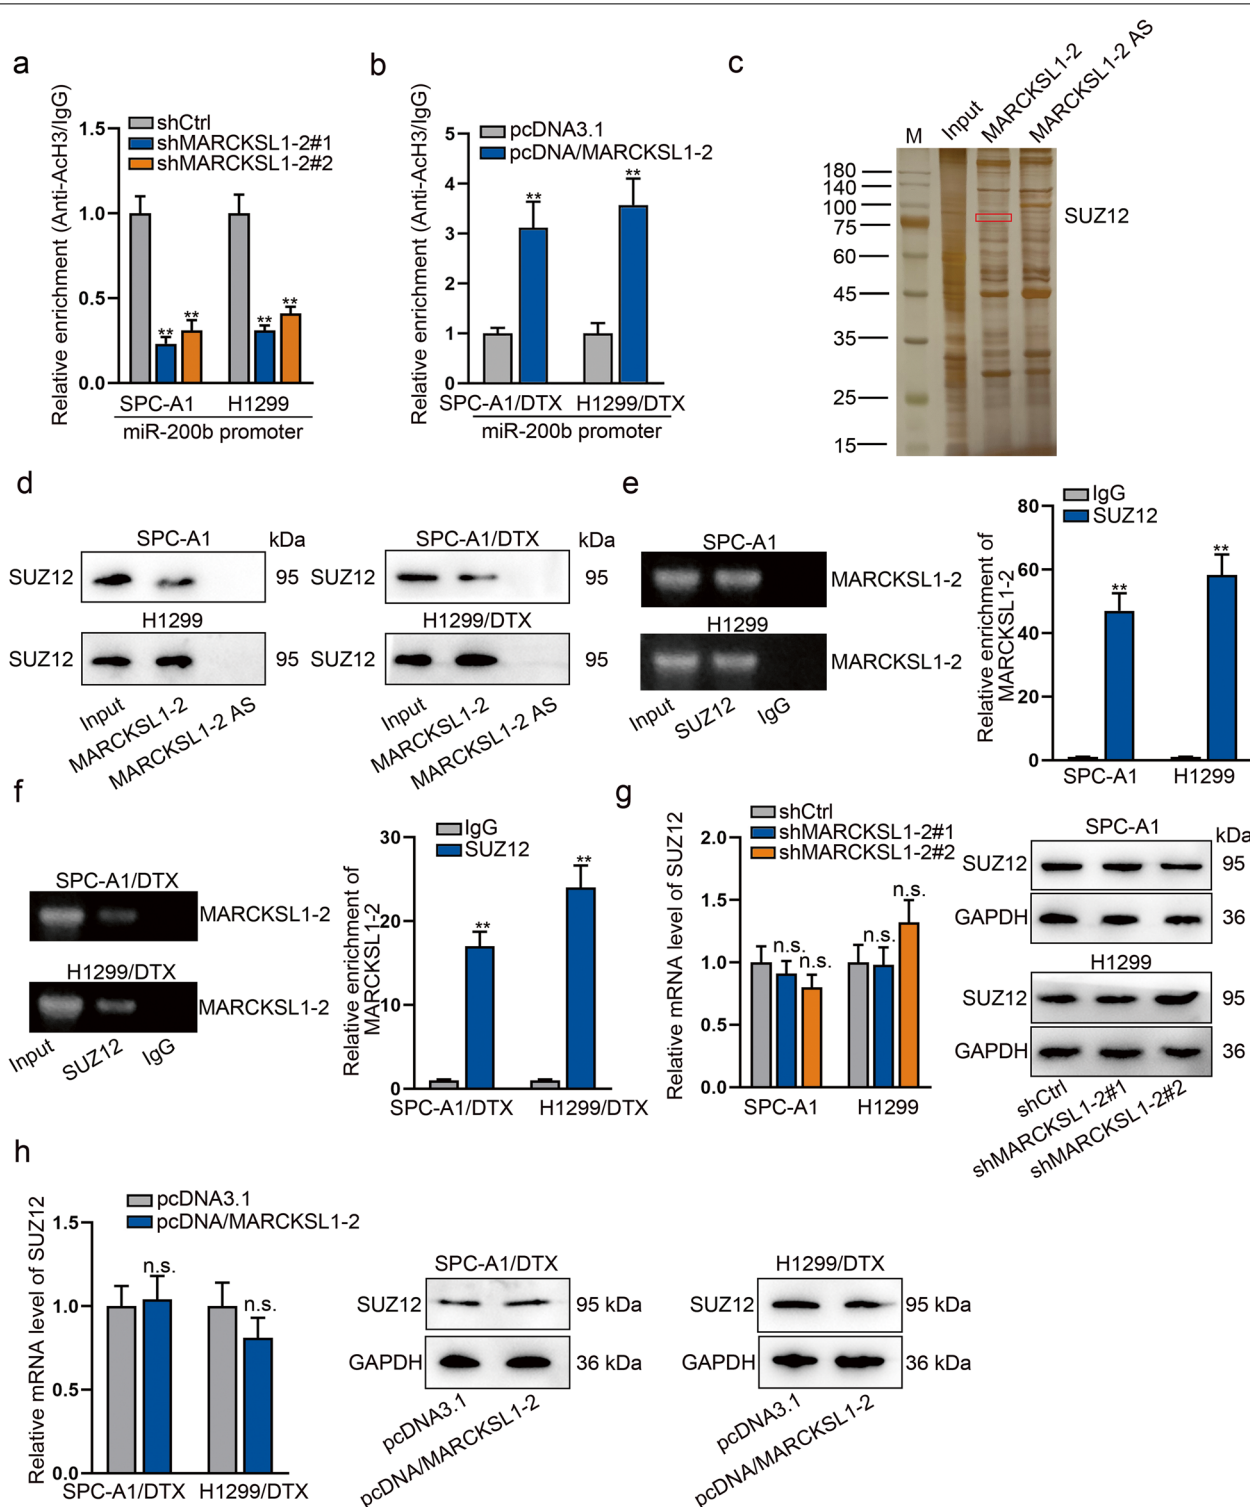 a
Relative enrichment (Anti-AcH3/IgG)
shCtrl
shMARCKSL1-2#1
shMARCKSL1-2#2
1.5
1.0
0.5
0.0
** ** ** **
SPC-A1 H1299
miR-200b promoter
b
Relative enrichment (Anti-AcH3/IgG)
pcDNA3.1
pcDNA/MARCKSL1-2
5
4
3
2
1
0
** **
SPC-A1/DTX H1299/DTX
miR-200b promoter
c
M Input MARCKSL1-2 MARCKSL1-2 AS
180
140
100
75
60
45
35
25
15
SUZ12
d
SPC-A1 kDa
SUZ12 95
H1299
SUZ12 95
Input MARCKSL1-2 MARCKSL1-2 AS
SPC-A1/DTX kDa
SUZ12 95
H1299/DTX
SUZ12 95
Input MARCKSL1-2 MARCKSL1-2 AS
e
SPC-A1
MARCKSL1-2
H1299
MARCKSL1-2
Input SUZ12 IgG
Relative enrichment of
MARCKSL1-2
IgG
SUZ12
80
60
40
20
0
** **
SPC-A1 H1299
f
SPC-A1/DTX
MARCKSL1-2
H1299/DTX
MARCKSL1-2
Input SUZ12 IgG
Relative enrichment of
MARCKSL1-2
IgG
SUZ12
30
20
10
0
** **
SPC-A1/DTX H1299/DTX
g
Relative mRNA level of SUZ12
shCtrl
shMARCKSL1-2#1
shMARCKSL1-2#2
2.0
1.5
1.0
0.5
0.0
n.s. n.s. n.s. n.s.
SPC-A1 H1299
SPC-A1 kDa
SUZ12 95
GAPDH 36
H1299
SUZ12 95
GAPDH 36
shCtrl shMARCKSL1-2#1 shMARCKSL1-2#2
h
Relative mRNA level of SUZ12
pcDNA3.1
pcDNA/MARCKSL1-2
1.5
1.0
0.5
0.0
n.s. n.s.
SPC-A1/DTX H1299/DTX
SPC-A1/DTX
SUZ12 95 kDa
GAPDH 36 kDa
pcDNA3.1 pcDNA/MARCKSL1-2
H1299/DTX
SUZ12 95 kDa
GAPDH 36 kDa
pcDNA3.1 pcDNA/MARCKSL1-2